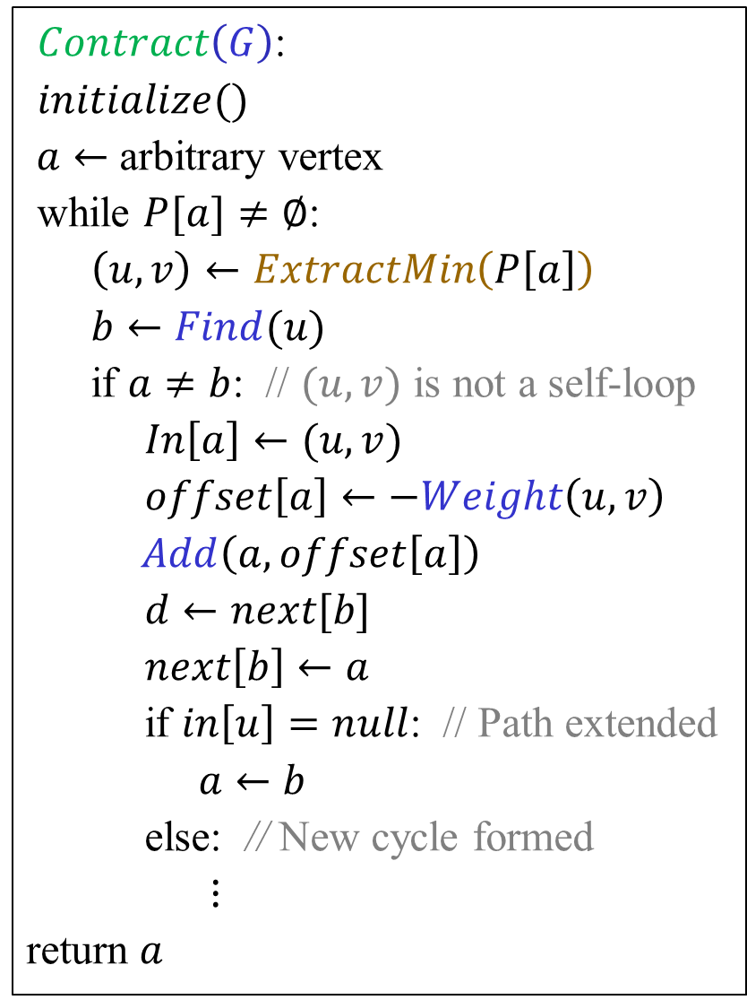 Contract(G):
initialize()
a ← arbitrary vertex
while P[a] ≠ ∅:
(u, v) ← ExtractMin(P[a])
b ← Find(u)
if a ≠ b: // (u, v) is not a self-loop
In[a] ← (u, v)
offset[a] ← −Weight(u, v)
Add(a, offset[a])
d ← next[b]
next[b] ← a
if in[u] = null: // Path extended
a ← b
else: // New cycle formed
⋮
return a